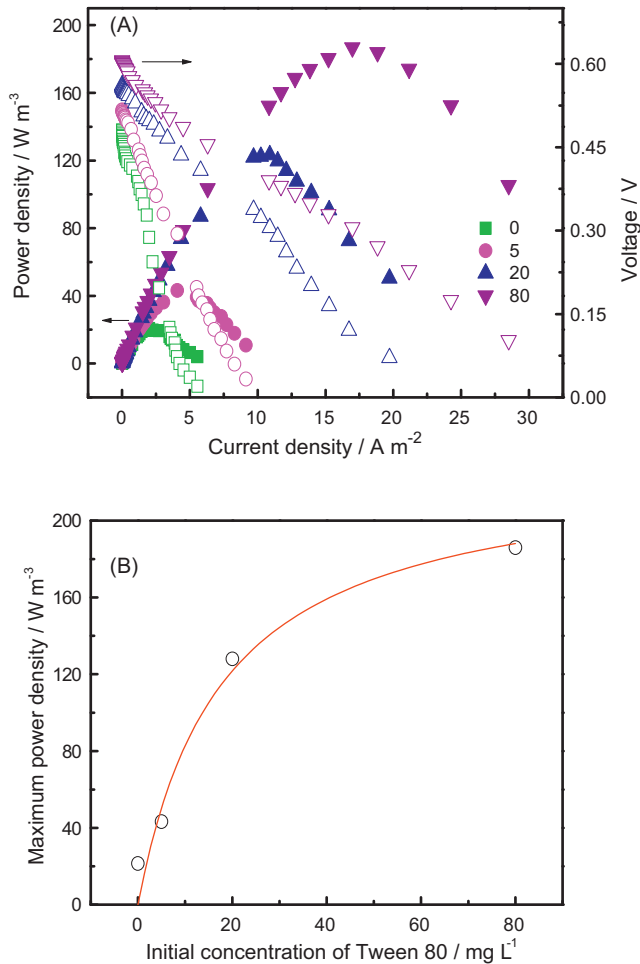 (A)
Power density / W m⁻³
200
160
120
80
40
0
0.60
0.45
0.30
0.15
0.00
Voltage / V
0
5
20
80
0 5 10 15 20 25 30
Current density / A m⁻²
(B)
Maximum power density / W m⁻³
200
160
120
80
40
0
0 20 40 60 80
Initial concentration of Tween 80 / mg L⁻¹